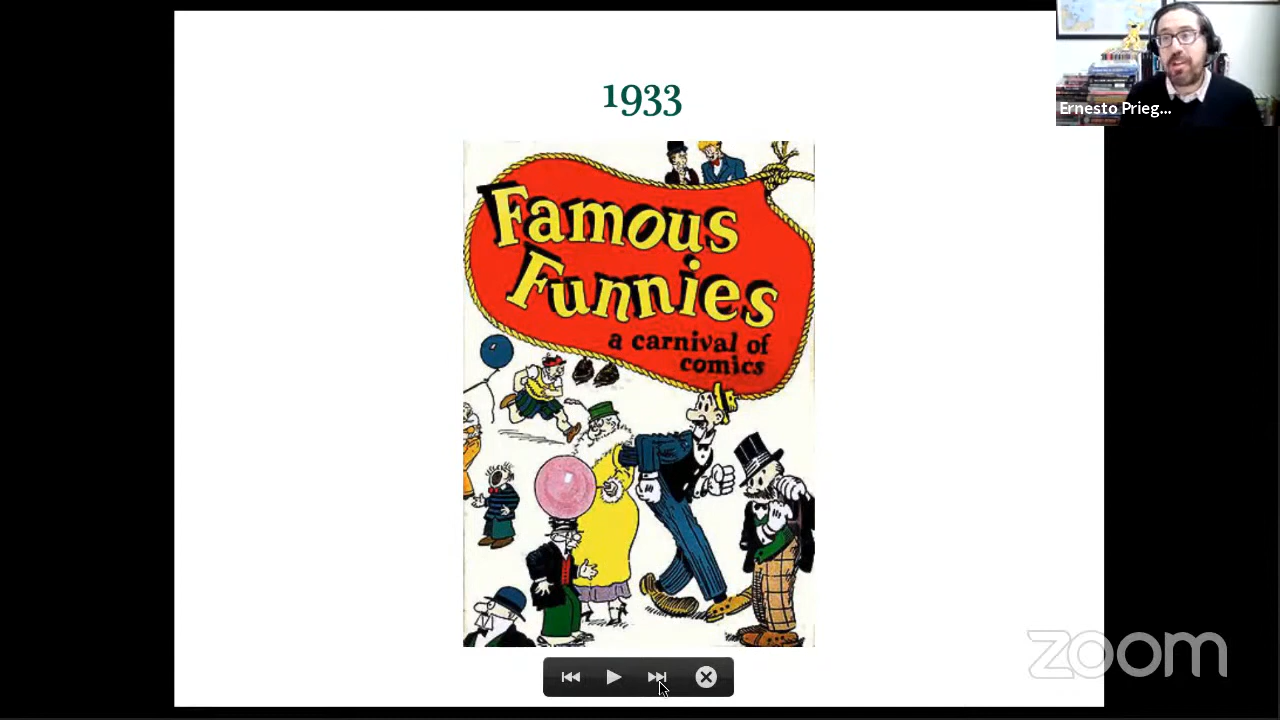 1933
Famous
Funnies
a carnival of
comics
Ernesto Prieg...
zoom